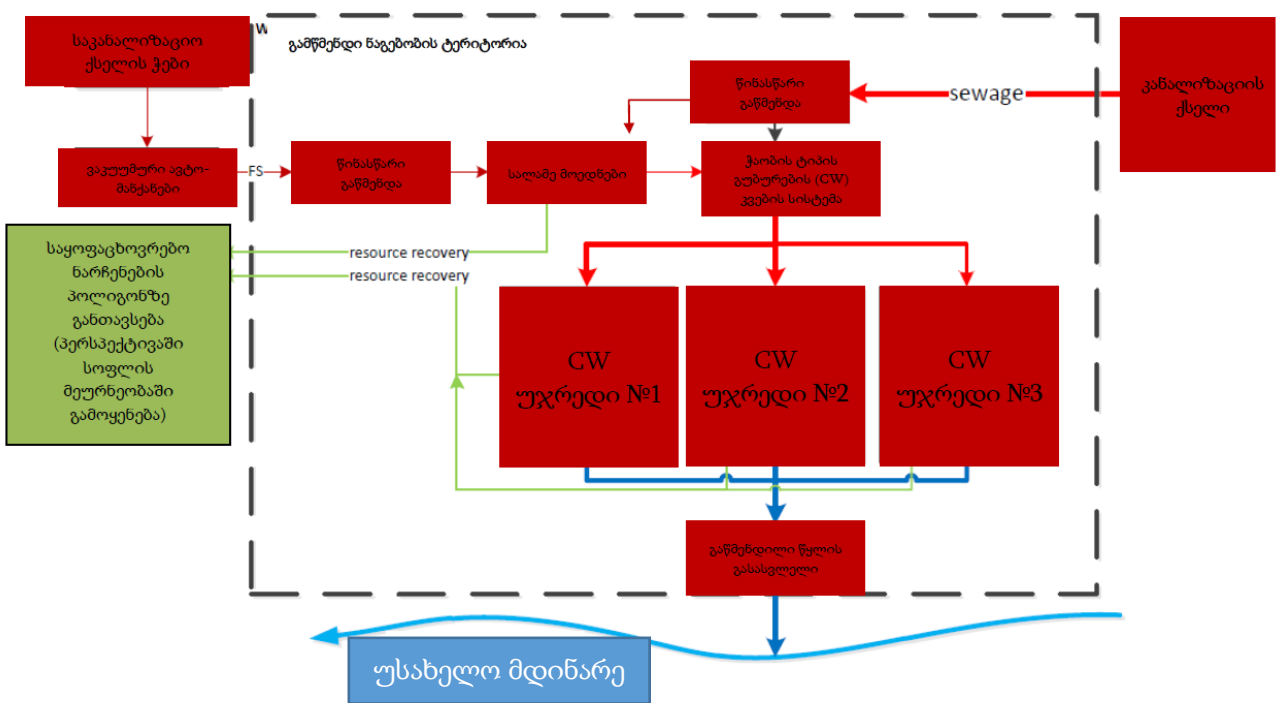 საკანალიზაციო
ქსელის ჭები
W
გამწმენდი ნაგებობის ტერიტორია
წინასწარი
გაწმენდა
sewage
კანალიზაციის
ქსელი
ვაკუუმური ავტო-
მანქანები
FS
წინასწარი
გაწმენდა
სალამე მოედნები
ჭაობის ტიპის
გუბურების (CW)
კვების სისტემა
საყოფაცხოვრებო
ნარჩენების
პოლიგონზე
განთავსება
(პერსპექტივაში
სოფლის
მეურნეობაში
გამოყენება)
resource recovery
resource recovery
CW
უჯრედი №1
CW
უჯრედი №2
CW
უჯრედი №3
გაწმენდილი წყლის
გასასვლელი
უსახელო მდინარე